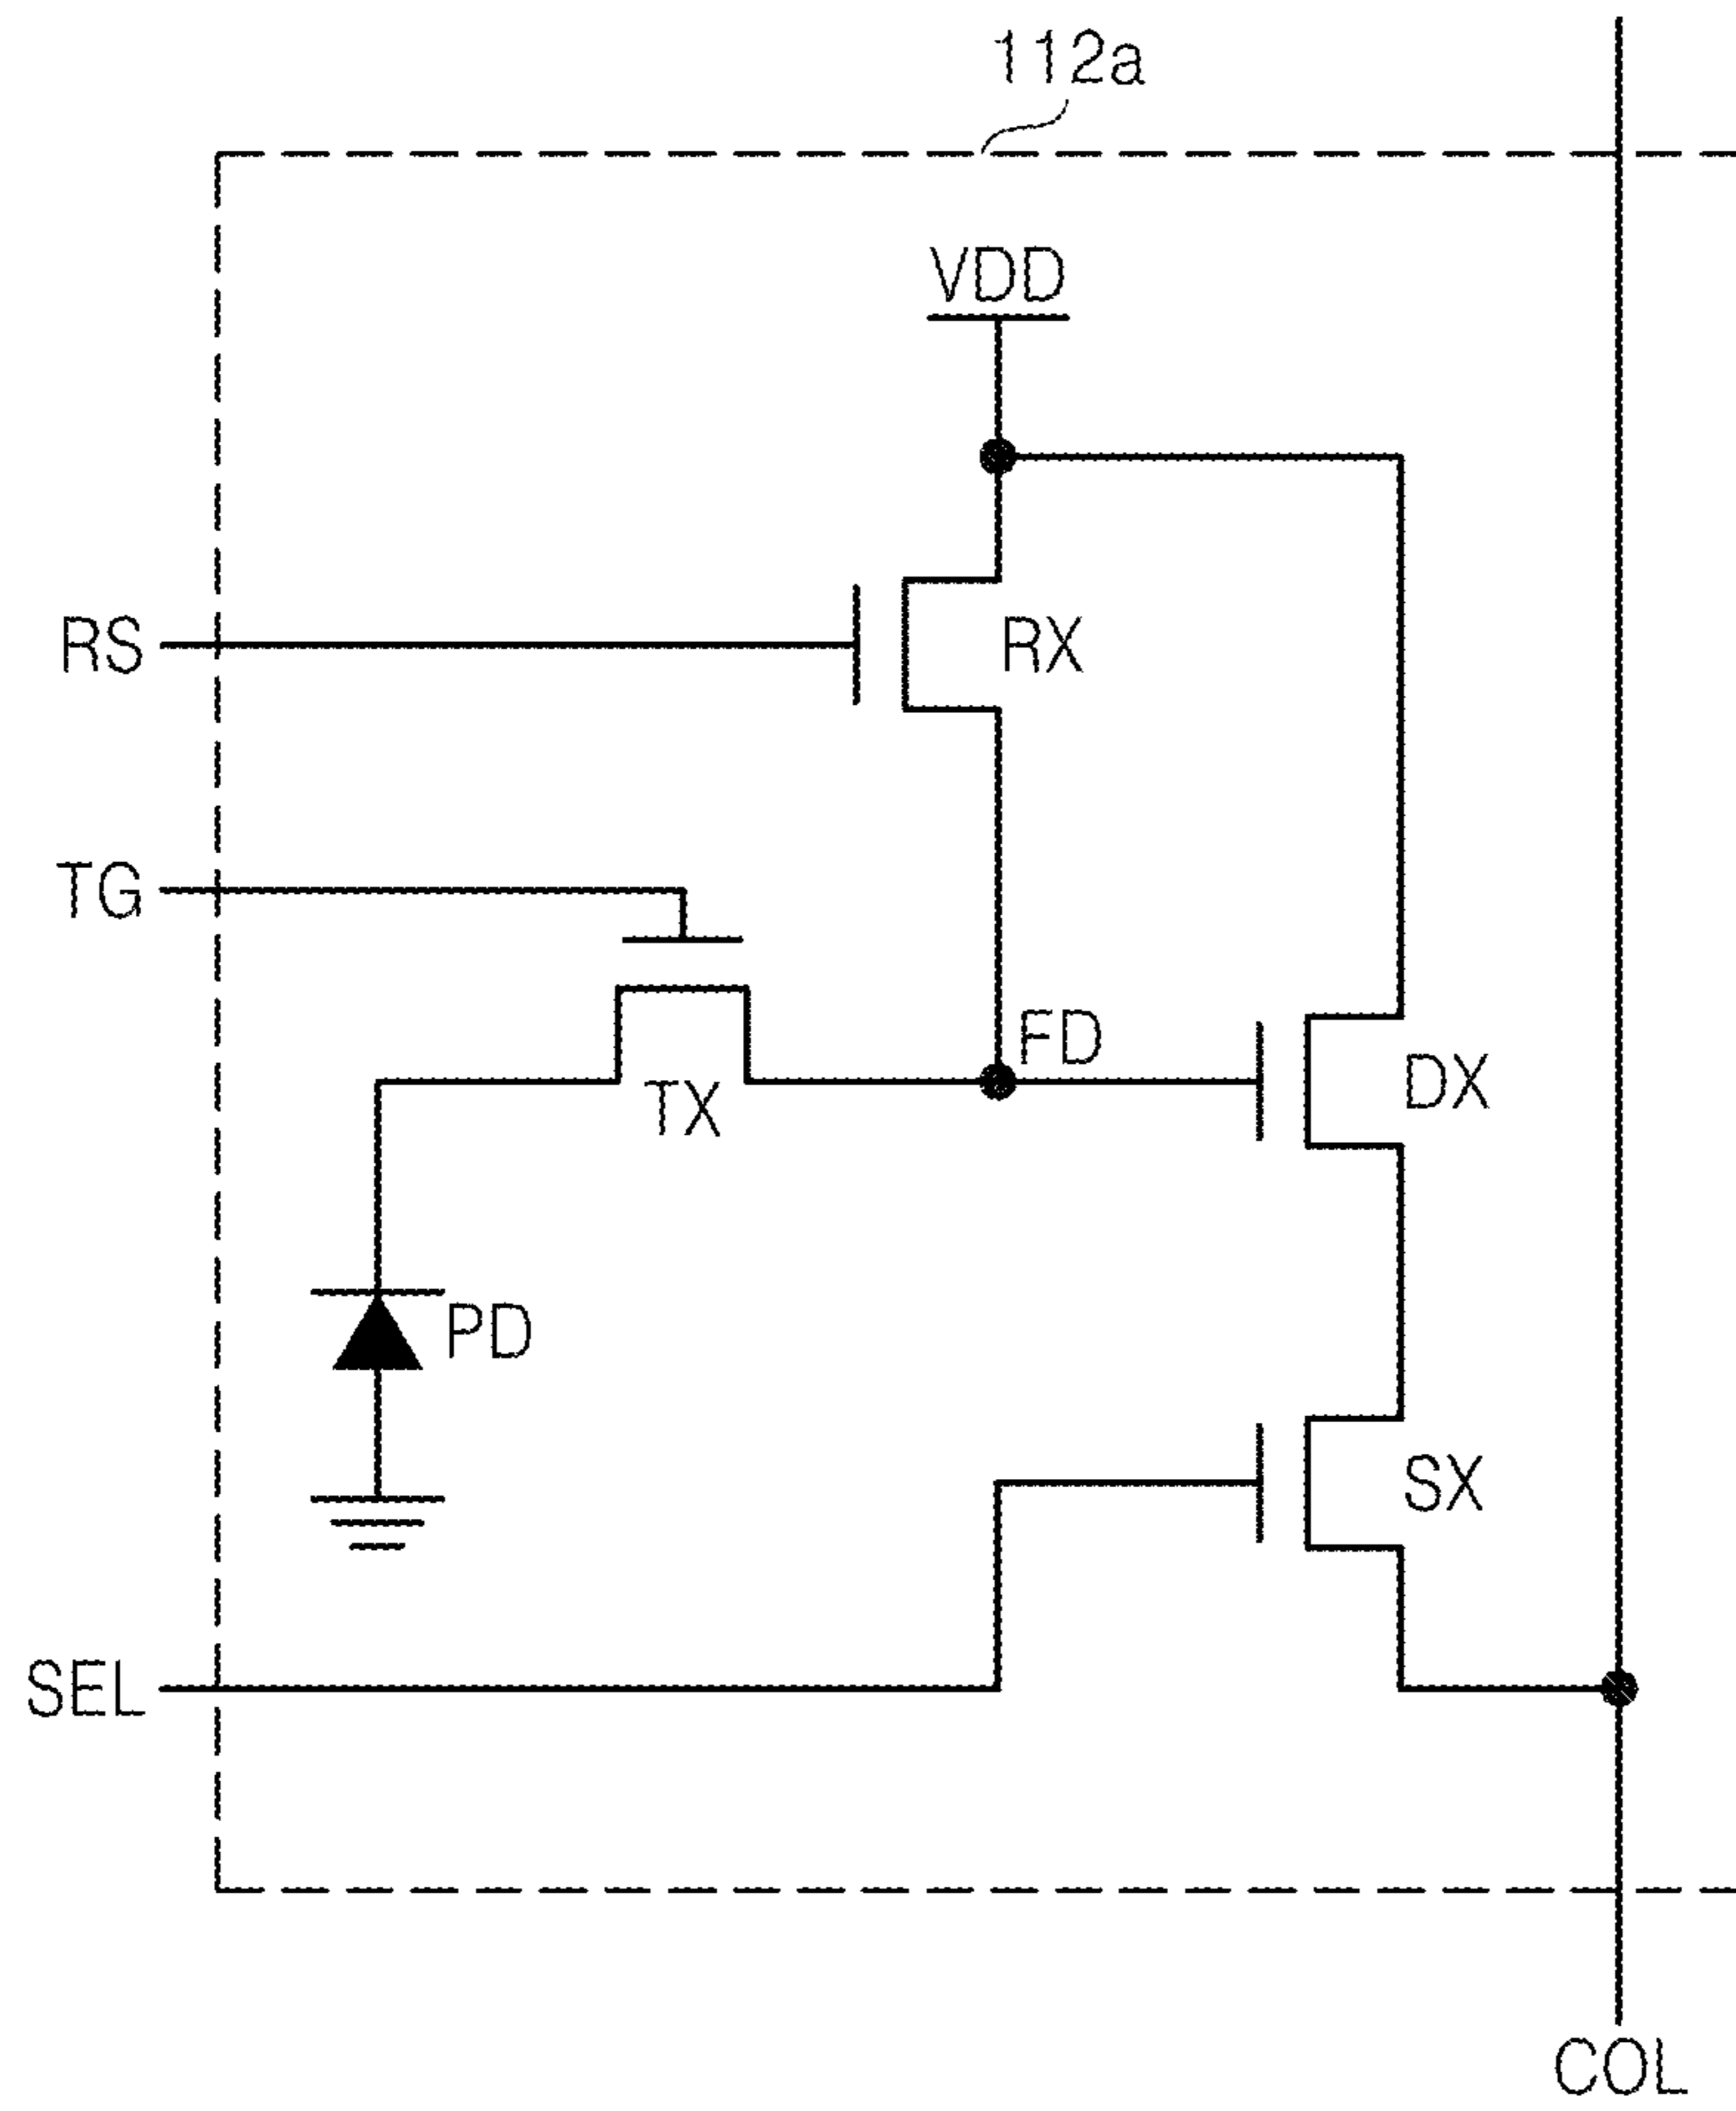 112a
VDD
RS
RX
TG
FD
DX
TX
PD
SX
SEL
COL